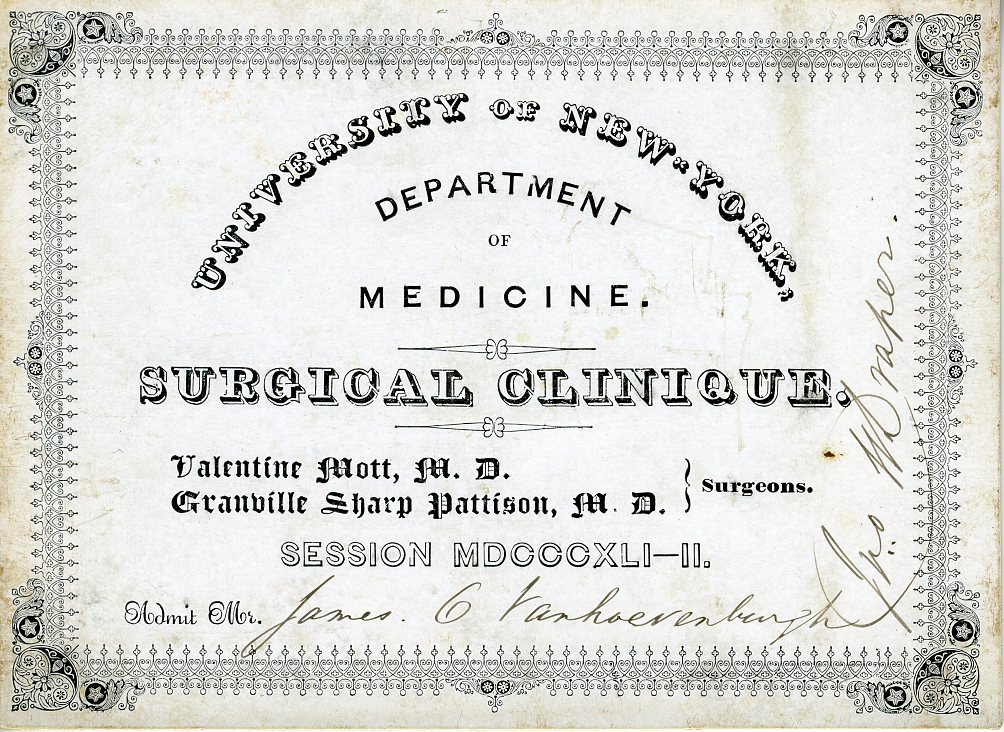 UNIVERSITY OF NEW-YORK,
DEPARTMENT
OF
MEDICINE.
SURGICAL CLINIQUE.
Valentine Mott, M. D.
Granville Sharp Pattison, M. D.
} Surgeons.
SESSION MDCCCXLI—II.
Admit Mr. James. C Vanhoevenburgh
Jno W Draper.